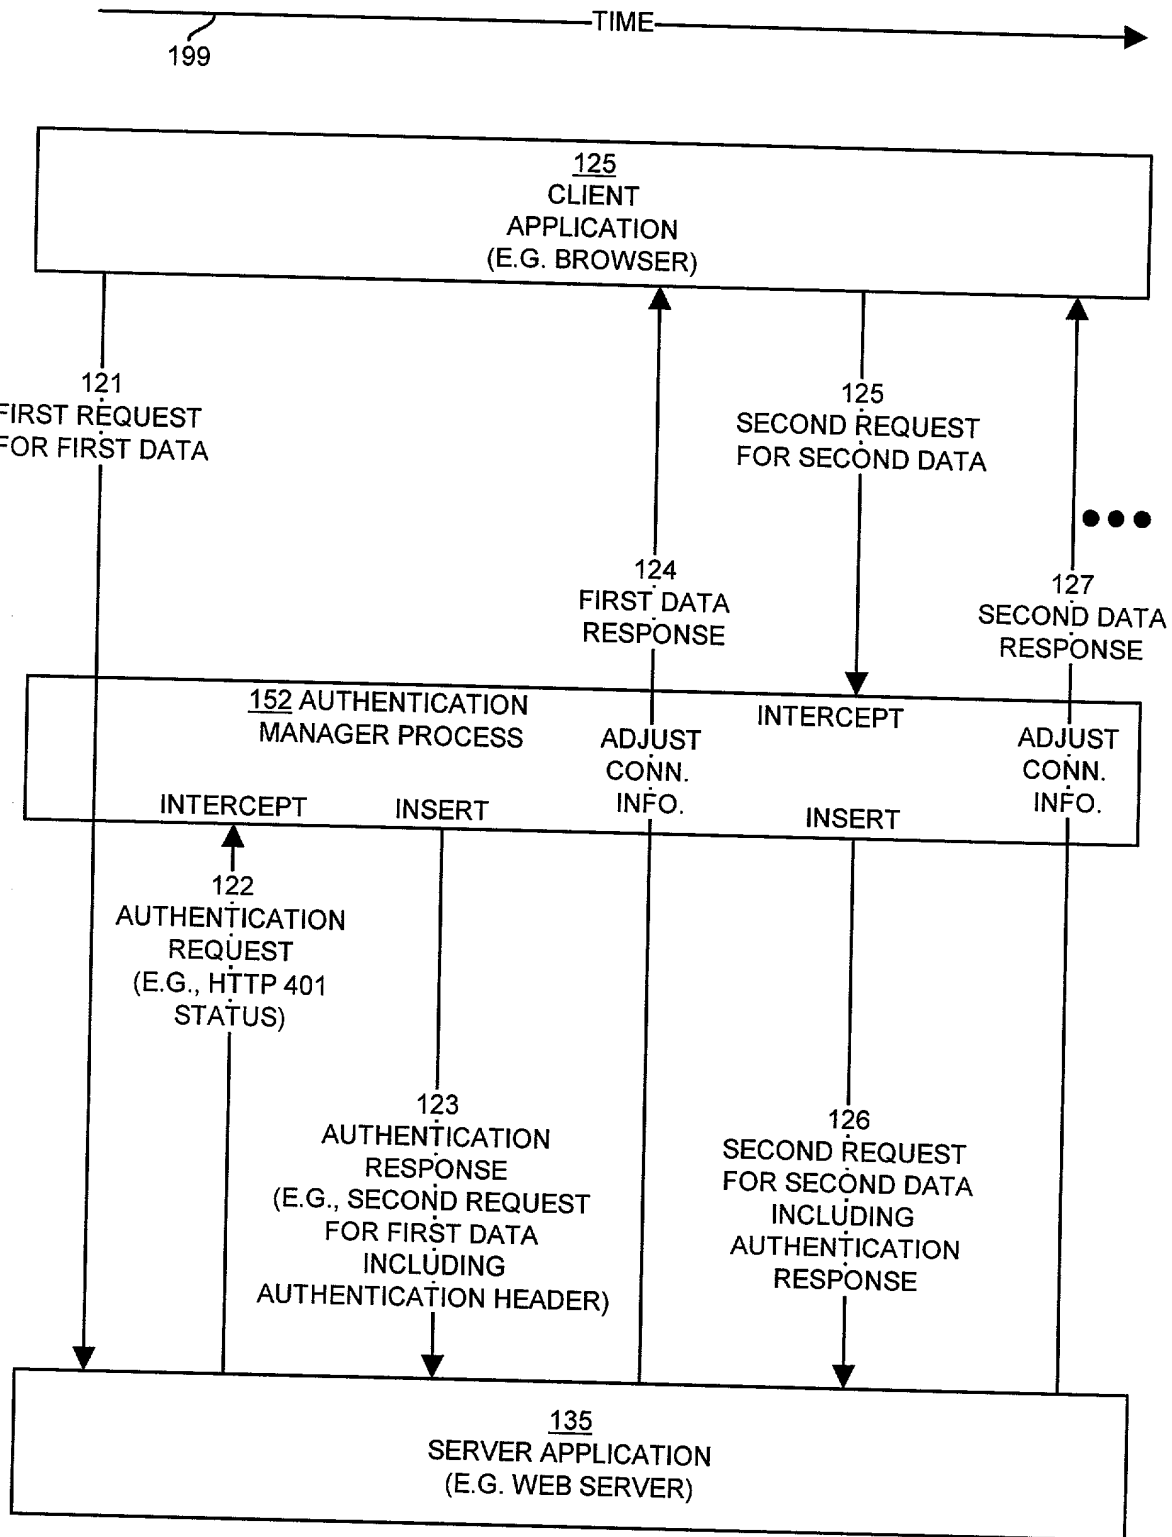 TIME
199
125
CLIENT
APPLICATION
(E.G. BROWSER)
121
FIRST REQUEST
FOR FIRST DATA
125
SECOND REQUEST
FOR SECOND DATA
124
FIRST DATA
RESPONSE
127
SECOND DATA
RESPONSE
152 AUTHENTICATION
MANAGER PROCESS
INTERCEPT
INSERT
ADJUST
CONN.
INFO.
INTERCEPT
INSERT
ADJUST
CONN.
INFO.
122
AUTHENTICATION
REQUEST
(E.G., HTTP 401
STATUS)
123
AUTHENTICATION
RESPONSE
(E.G., SECOND REQUEST
FOR FIRST DATA
INCLUDING
AUTHENTICATION HEADER)
126
SECOND REQUEST
FOR SECOND DATA
INCLUDING
AUTHENTICATION
RESPONSE
135
SERVER APPLICATION
(E.G. WEB SERVER)